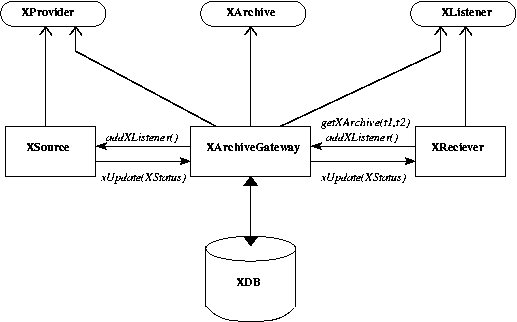 XProvider
XArchive
XListener
getXArchive(t1,t2)
addXListener()
addXListener()
XSource
XArchiveGateway
XReciever
xUpdate(XStatus)
xUpdate(XStatus)
XDB